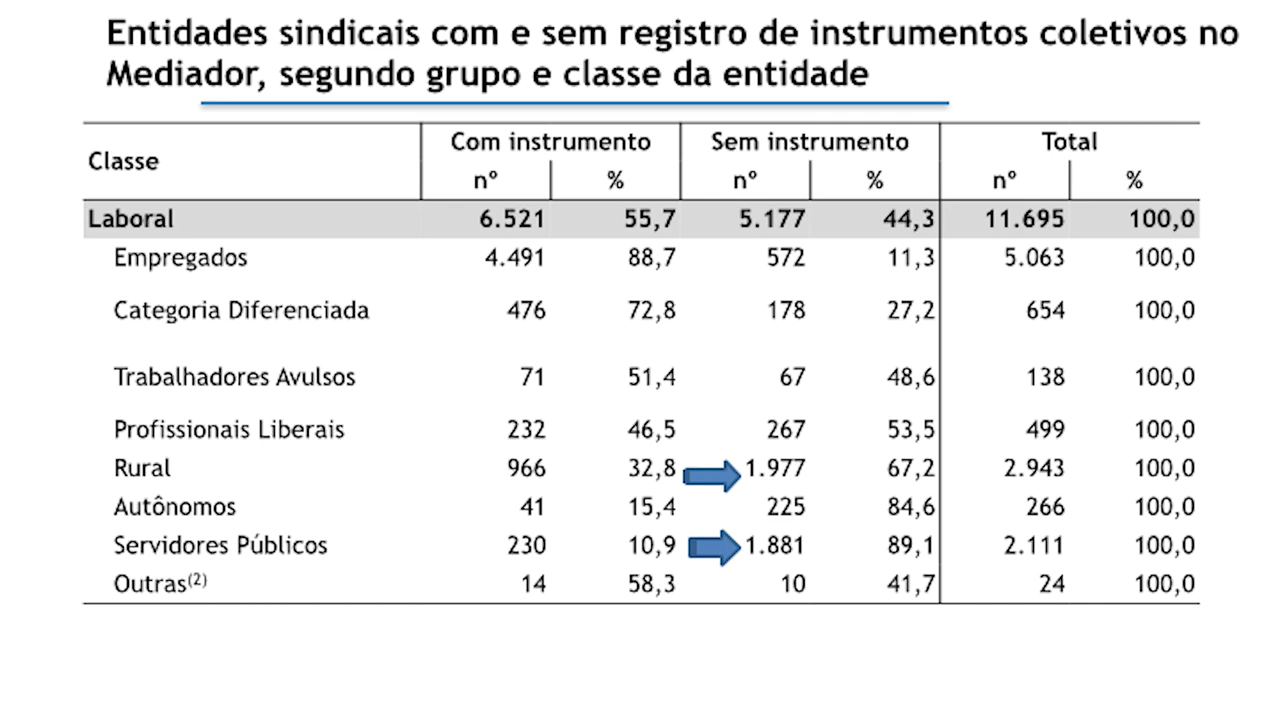 Entidades sindicais com e sem registro de instrumentos coletivos no
Mediador, segundo grupo e classe da entidade
Classe Com instrumento Sem instrumento Total
nº % nº % nº %
Laboral 6.521 55,7 5.177 44,3 11.695 100,0
Empregados 4.491 88,7 572 11,3 5.063 100,0
Categoria Diferenciada 476 72,8 178 27,2 654 100,0
Trabalhadores Avulsos 71 51,4 67 48,6 138 100,0
Profissionais Liberais 232 46,5 267 53,5 499 100,0
Rural 966 32,8 1.977 67,2 2.943 100,0
Autônomos 41 15,4 225 84,6 266 100,0
Servidores Públicos 230 10,9 1.881 89,1 2.111 100,0
Outras(2) 14 58,3 10 41,7 24 100,0